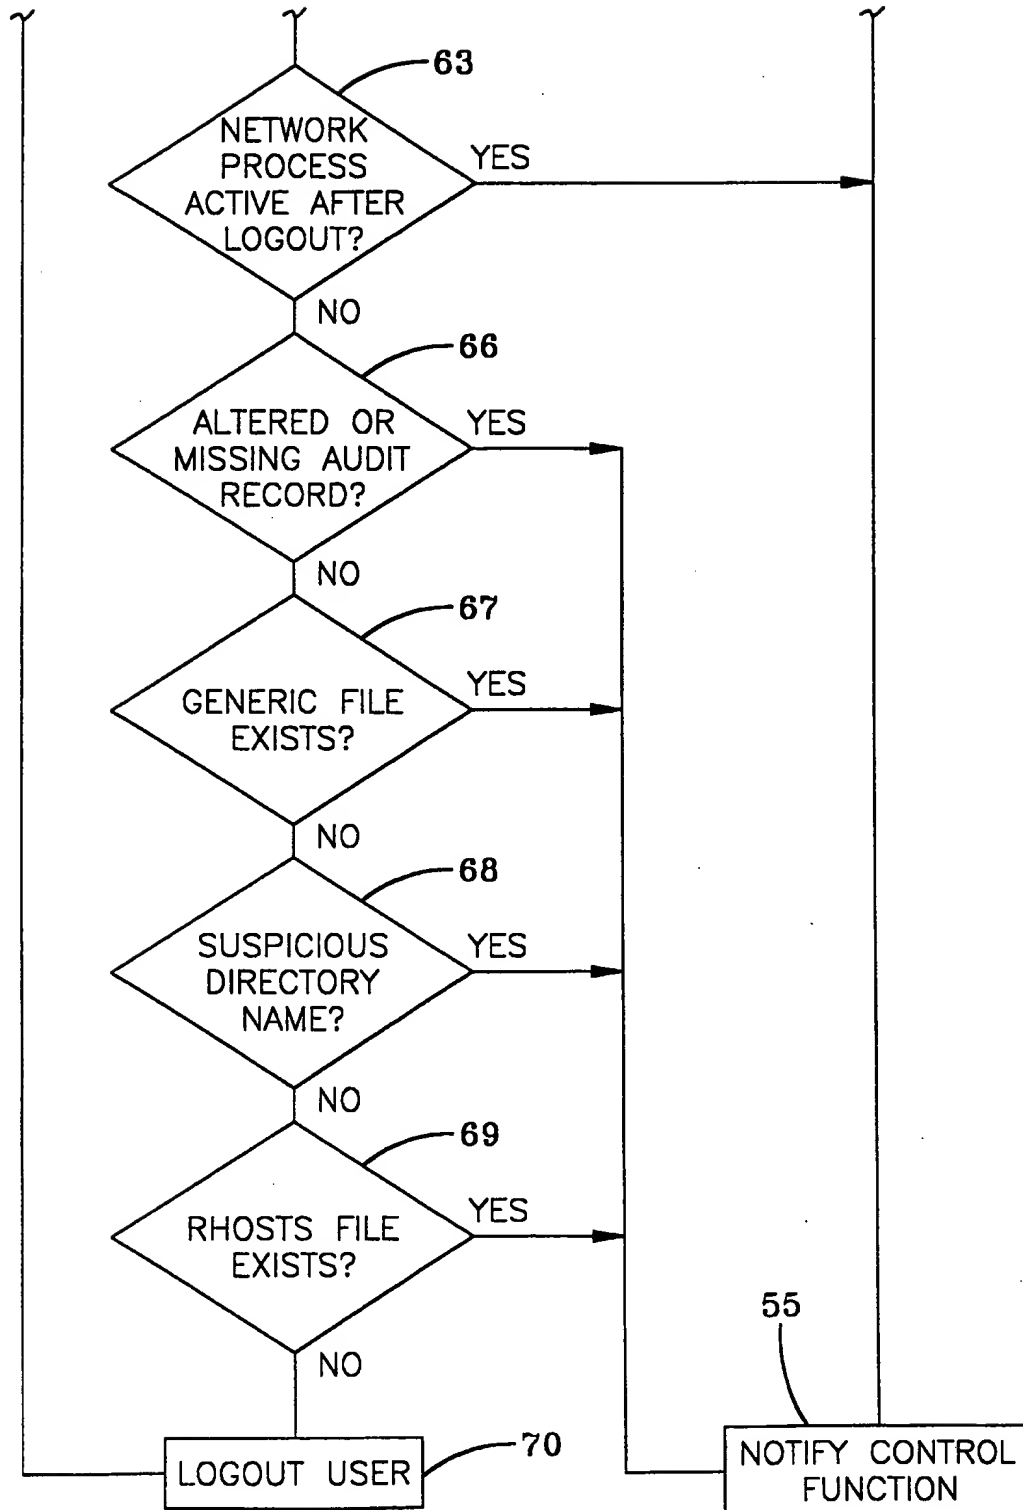 63
NETWORK
PROCESS
ACTIVE AFTER
LOGOUT?
YES
NO
66
ALTERED OR
MISSING AUDIT
RECORD?
YES
NO
67
GENERIC FILE
EXISTS?
YES
NO
68
SUSPICIOUS
DIRECTORY
NAME?
YES
NO
69
RHOSTS FILE
EXISTS?
YES
NO
55
LOGOUT USER
70
NOTIFY CONTROL
FUNCTION